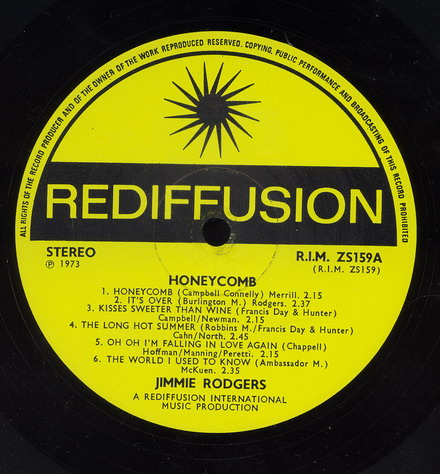 ALL RIGHTS OF THE RECORD PRODUCER AND OF THE OWNER OF THE WORK REPRODUCED RESERVED. COPYING, PUBLIC PERFORMANCE AND BROADCASTING OF THIS RECORD PROHIBITED
REDIFFUSION
STEREO
℗ 1973
R.I.M. ZS159A
(R.I.M. ZS159)
HONEYCOMB
1. HONEYCOMB (Campbell Connelly) Merrill. 2.15
2. IT'S OVER (Burlington M.) Rodgers. 2.37
3. KISSES SWEETER THAN WINE (Francis Day & Hunter)
Campbell/Newman. 2.15
4. THE LONG HOT SUMMER (Robbins M./Francis Day & Hunter)
Cahn/North. 2.45
5. OH OH I'M FALLING IN LOVE AGAIN (Chappell)
Hoffman/Manning/Peretti. 2.15
6. THE WORLD I USED TO KNOW (Ambassador M.)
McKuen. 2.35
JIMMIE RODGERS
A REDIFFUSION INTERNATIONAL
MUSIC PRODUCTION